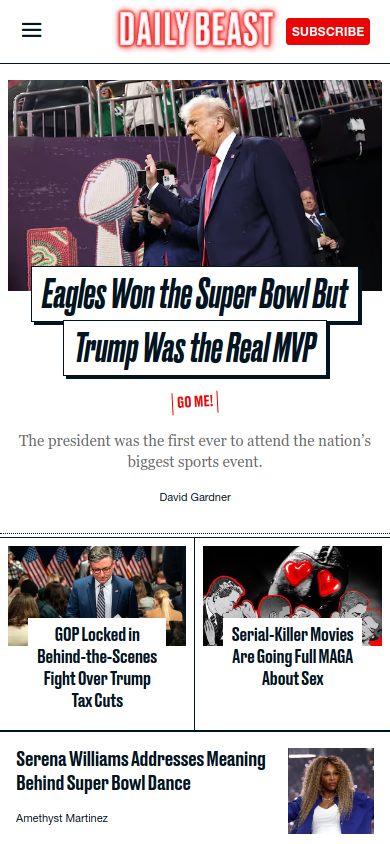 DAILY BEAST
SUBSCRIBE
Eagles Won the Super Bowl But
Trump Was the Real MVP
GO ME!
The president was the first ever to attend the nation’s
biggest sports event.
David Gardner
GOP Locked in
Behind-the-Scenes
Fight Over Trump
Tax Cuts
Serial-Killer Movies
Are Going Full MAGA
About Sex
Serena Williams Addresses Meaning
Behind Super Bowl Dance
Amethyst Martinez